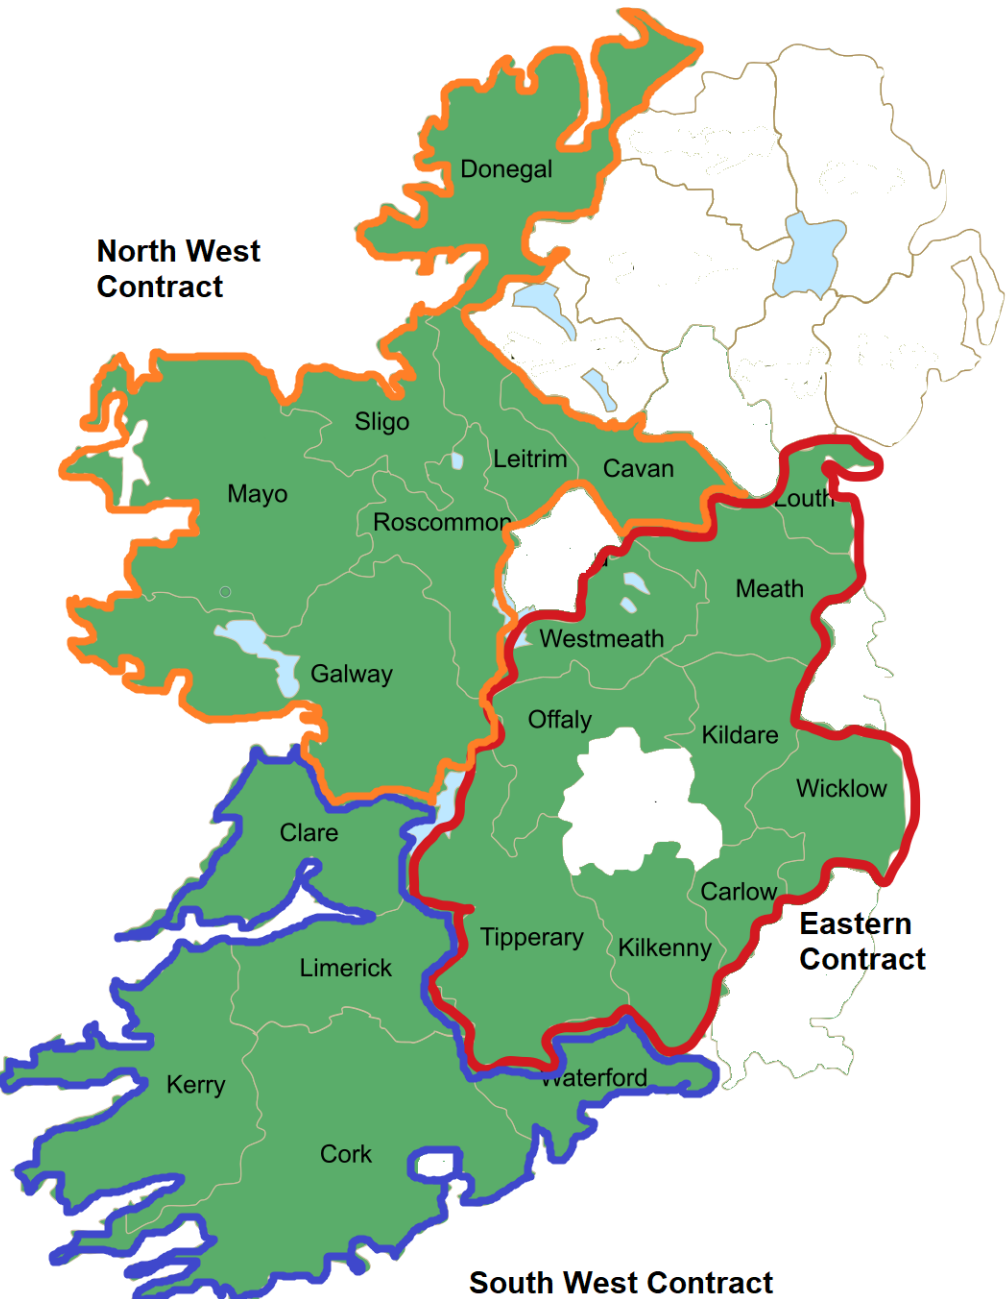 Donegal
North West
Contract
Sligo
Leitrim
Cavan
Mayo
Louth
Roscommon
Meath
Westmeath
Galway
Offaly
Kildare
Wicklow
Clare
Carlow
Eastern
Contract
Tipperary
Kilkenny
Limerick
Kerry
Waterford
Cork
South West Contract